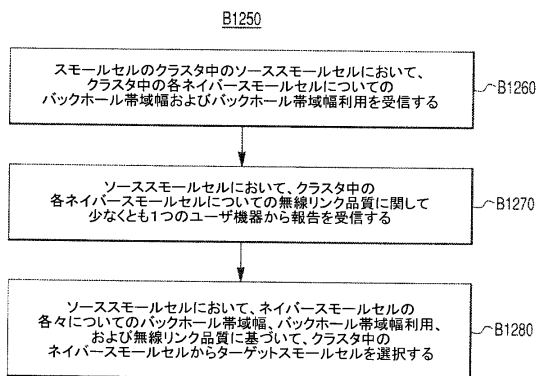 B1250
スモールセルのクラスタ中のソーススモールセルにおいて、
クラスタ中の各ネイバースモールセルについての
バックホール帯域幅およびバックホール帯域幅利用を受信する
B1260
ソーススモールセルにおいて、クラスタ中の
各ネイバースモールセルについての無線リンク品質に関して
少なくとも1つのユーザ機器から報告を受信する
B1270
ソーススモールセルにおいて、ネイバースモールセルの
各々についてのバックホール帯域幅、バックホール帯域幅利用、
および無線リンク品質に基づいて、クラスタ中の
ネイバースモールセルからターゲットスモールセルを選択する
B1280